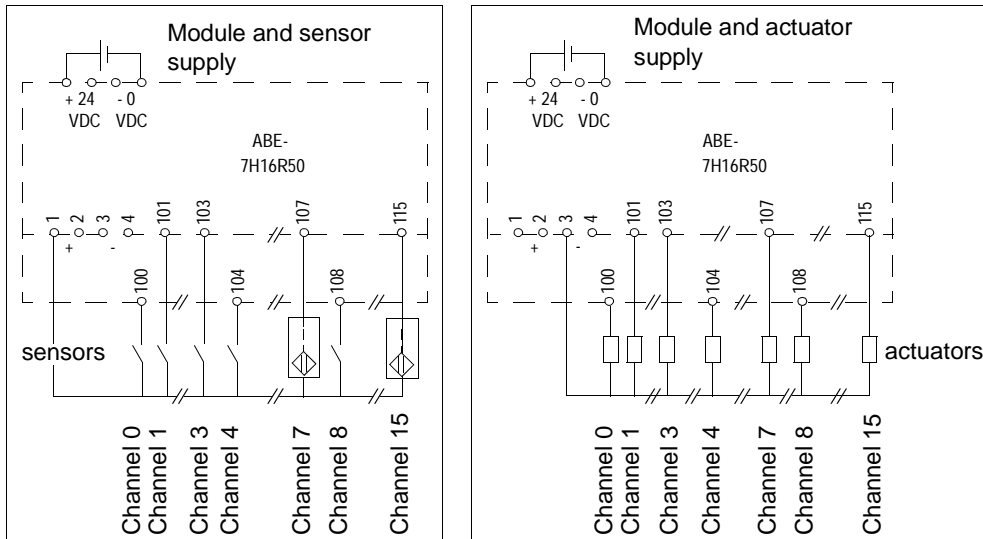 Module and sensor
supply
+ 24 - 0
VDC VDC
ABE-
7H16R50
1 2 3 4 101 103 107 115
+ -
100 104 108
sensors
Channel 0
Channel 1
Channel 3
Channel 4
Channel 7
Channel 8
Channel 15
Module and actuator
supply
+ 24 - 0
VDC VDC
ABE-
7H16R50
1 2 3 4 101 103 107 115
+ -
100 104 108
actuators
Channel 0
Channel 1
Channel 3
Channel 4
Channel 7
Channel 8
Channel 15